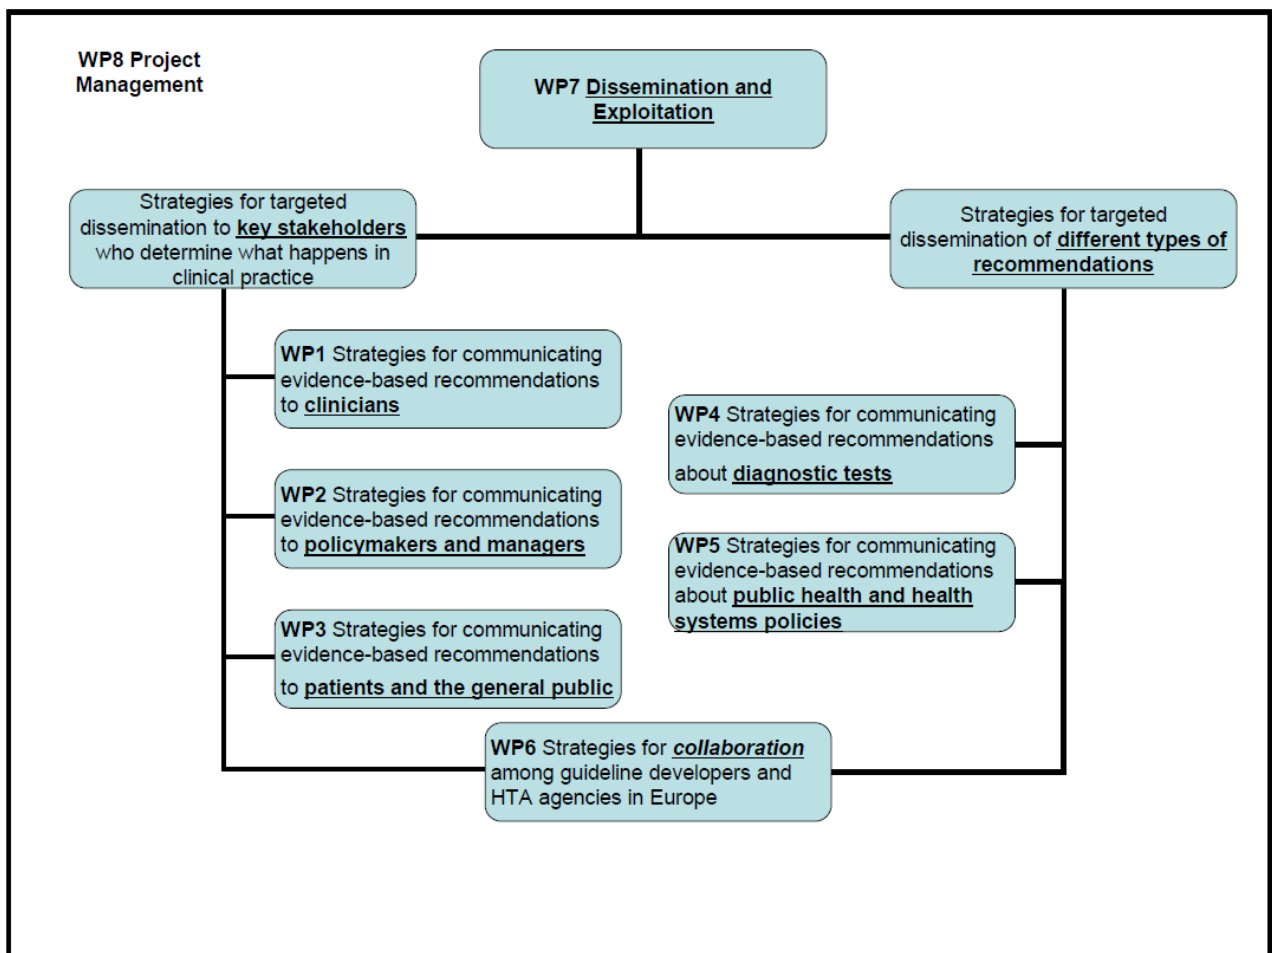 WP8 Project
Management
WP7 Dissemination and
Exploitation
Strategies for targeted
dissemination to key stakeholders
who determine what happens in
clinical practice
Strategies for targeted
dissemination of different types of
recommendations
WP1 Strategies for communicating
evidence-based recommendations
to clinicians
WP2 Strategies for communicating
evidence-based recommendations
to policymakers and managers
WP3 Strategies for communicating
evidence-based recommendations
to patients and the general public
WP4 Strategies for communicating
evidence-based recommendations
about diagnostic tests
WP5 Strategies for communicating
evidence-based recommendations
about public health and health
systems policies
WP6 Strategies for collaboration
among guideline developers and
HTA agencies in Europe